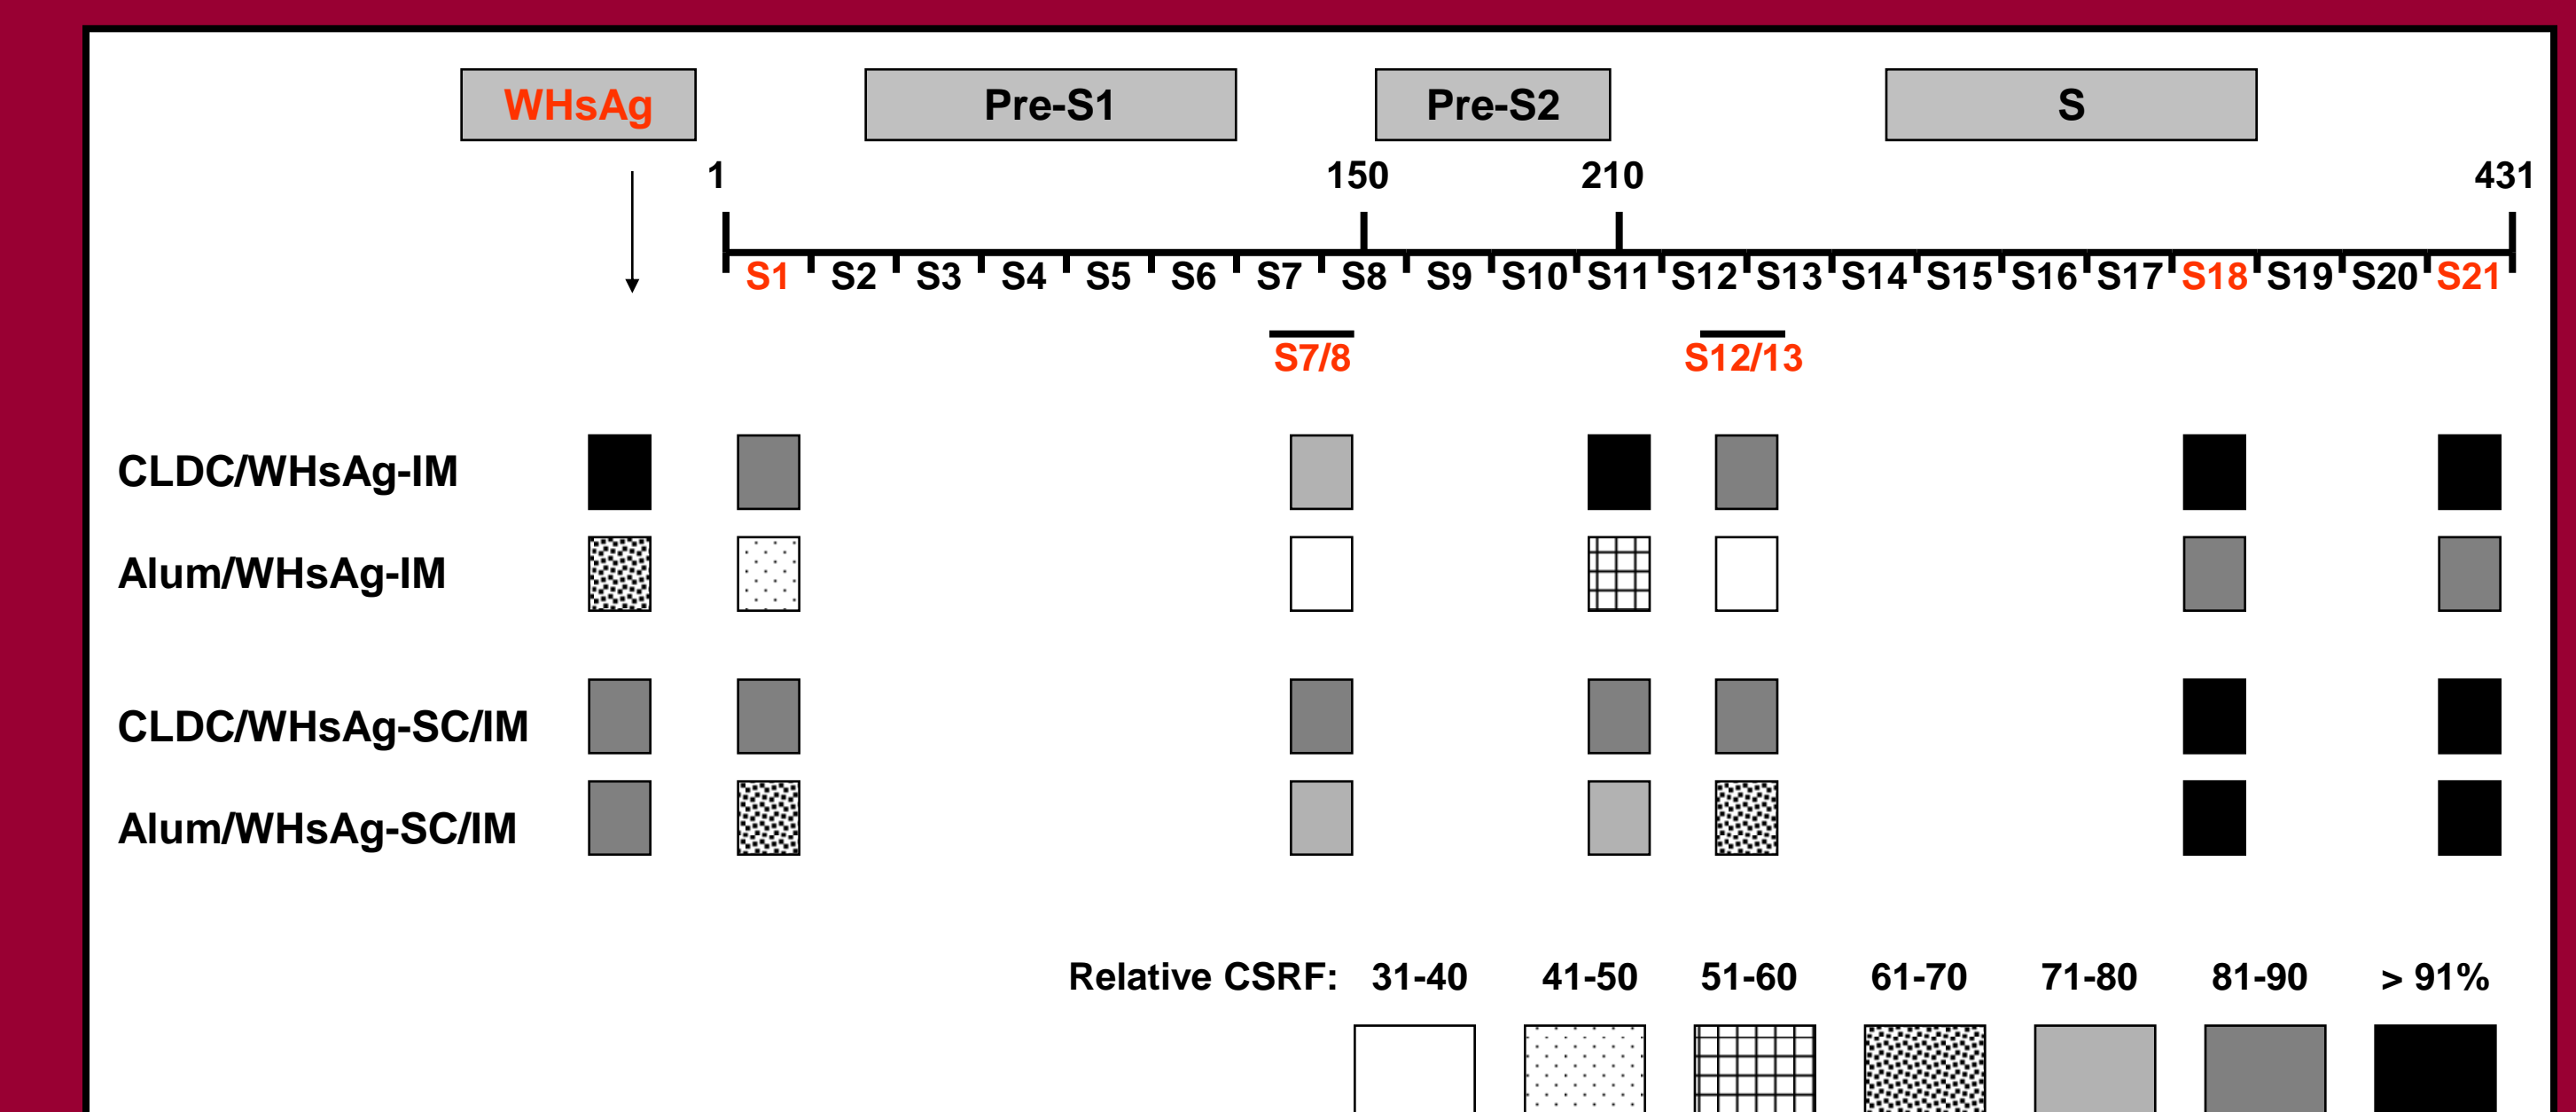 WHsAg Pre-S1 Pre-S2 S
1 150 210 431
S1 S2 S3 S4 S5 S6 S7 S8 S9 S10 S11 S12 S13 S14 S15 S16 S17 S18 S19 S20 S21
S7/8 S12/13
CLDC/WHsAg-IM
Alum/WHsAg-IM
CLDC/WHsAg-SC/IM
Alum/WHsAg-SC/IM
Relative CSRF: 31-40 41-50 51-60 61-70 71-80 81-90 > 91%